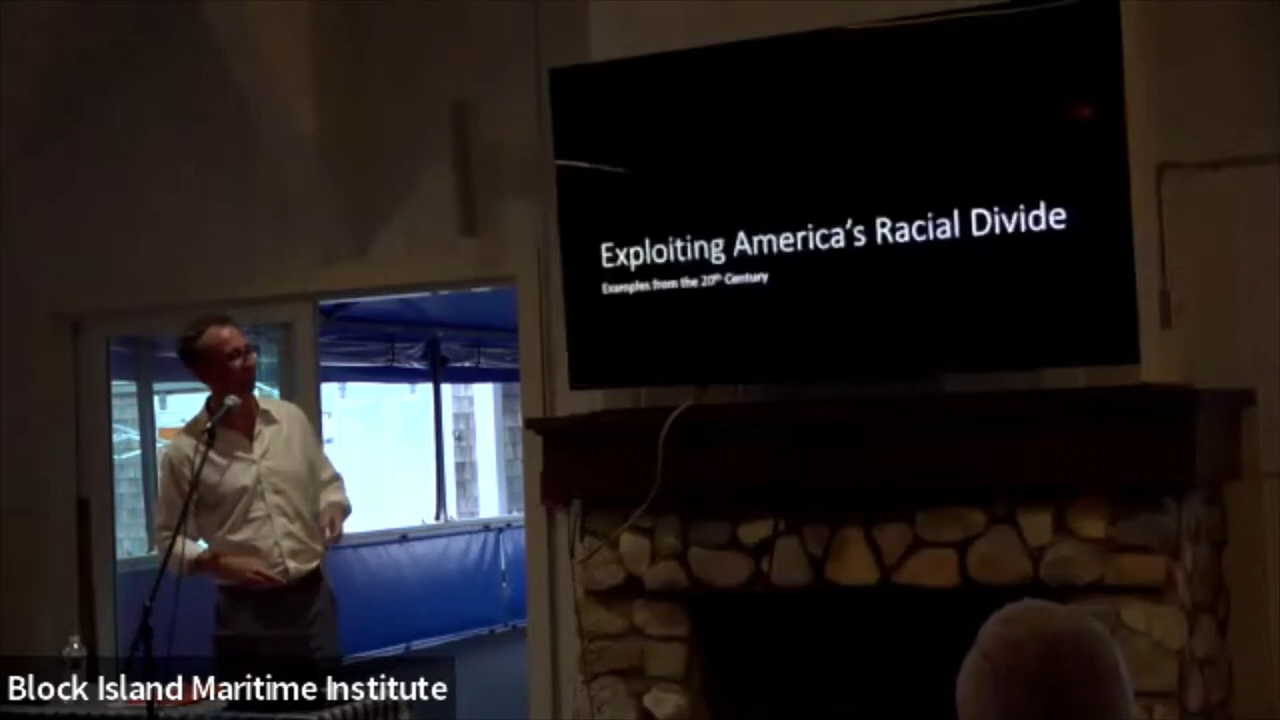 Exploiting America's Racial Divide
Examples from the 20th Century
Block Island Maritime Institute